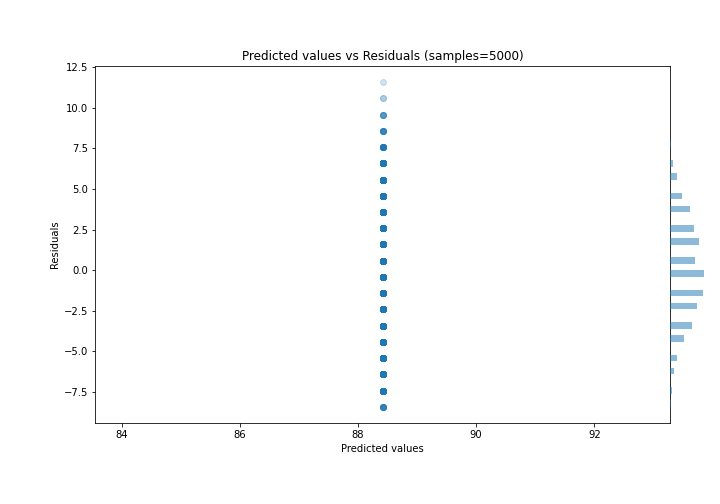 Predicted values vs Residuals (samples=5000)
12.5
10.0
7.5
5.0
2.5
0.0
−2.5
−5.0
−7.5
Residuals
84 86 88 90 92
Predicted values